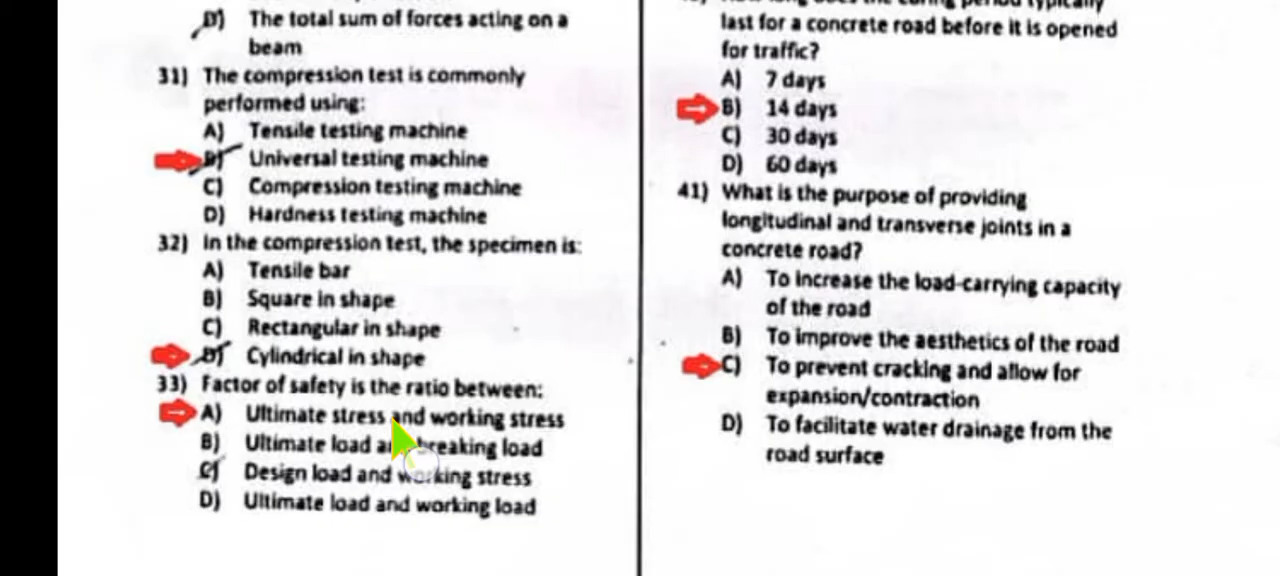 D) The total sum of forces acting on a
beam
31) The compression test is commonly
performed using:
A) Tensile testing machine
B) Universal testing machine
C) Compression testing machine
D) Hardness testing machine
32) In the compression test, the specimen is:
A) Tensile bar
B) Square in shape
C) Rectangular in shape
D) Cylindrical in shape
33) Factor of safety is the ratio between:
A) Ultimate stress and working stress
B) Ultimate load breaking load
C) Design load and working stress
D) Ultimate load and working load
last for a concrete road before it is opened
for traffic?
A) 7 days
B) 14 days
C) 30 days
D) 60 days
41) What is the purpose of providing
longitudinal and transverse joints in a
concrete road?
A) To increase the load-carrying capacity
of the road
B) To improve the aesthetics of the road
C) To prevent cracking and allow for
expansion/contraction
D) To facilitate water drainage from the
road surface